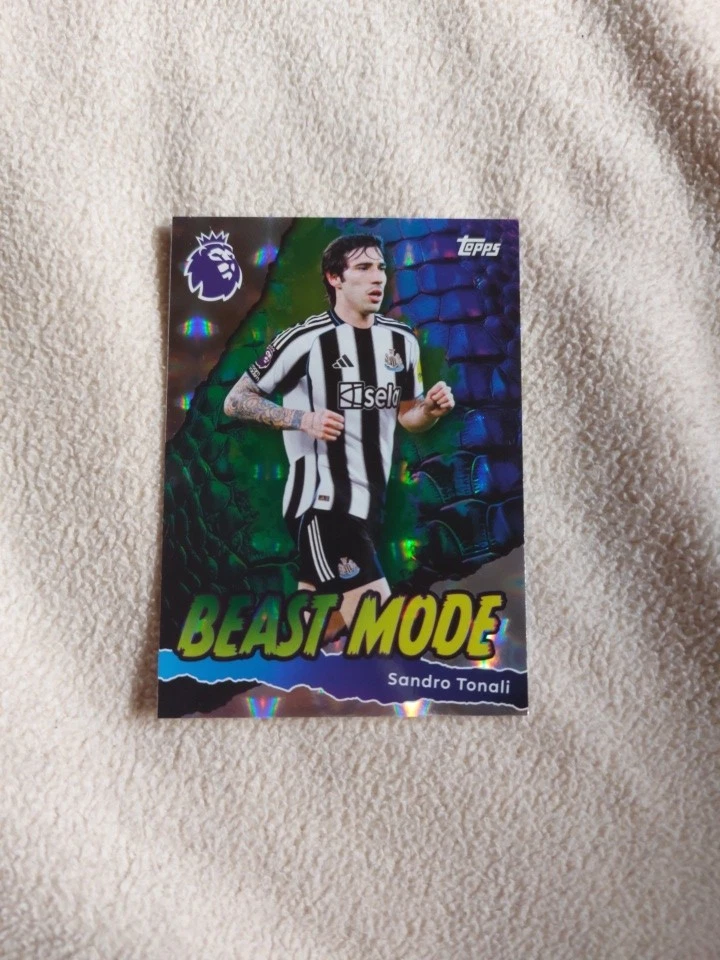 Topps
sela
BEAST MODE
Sandro Tonali